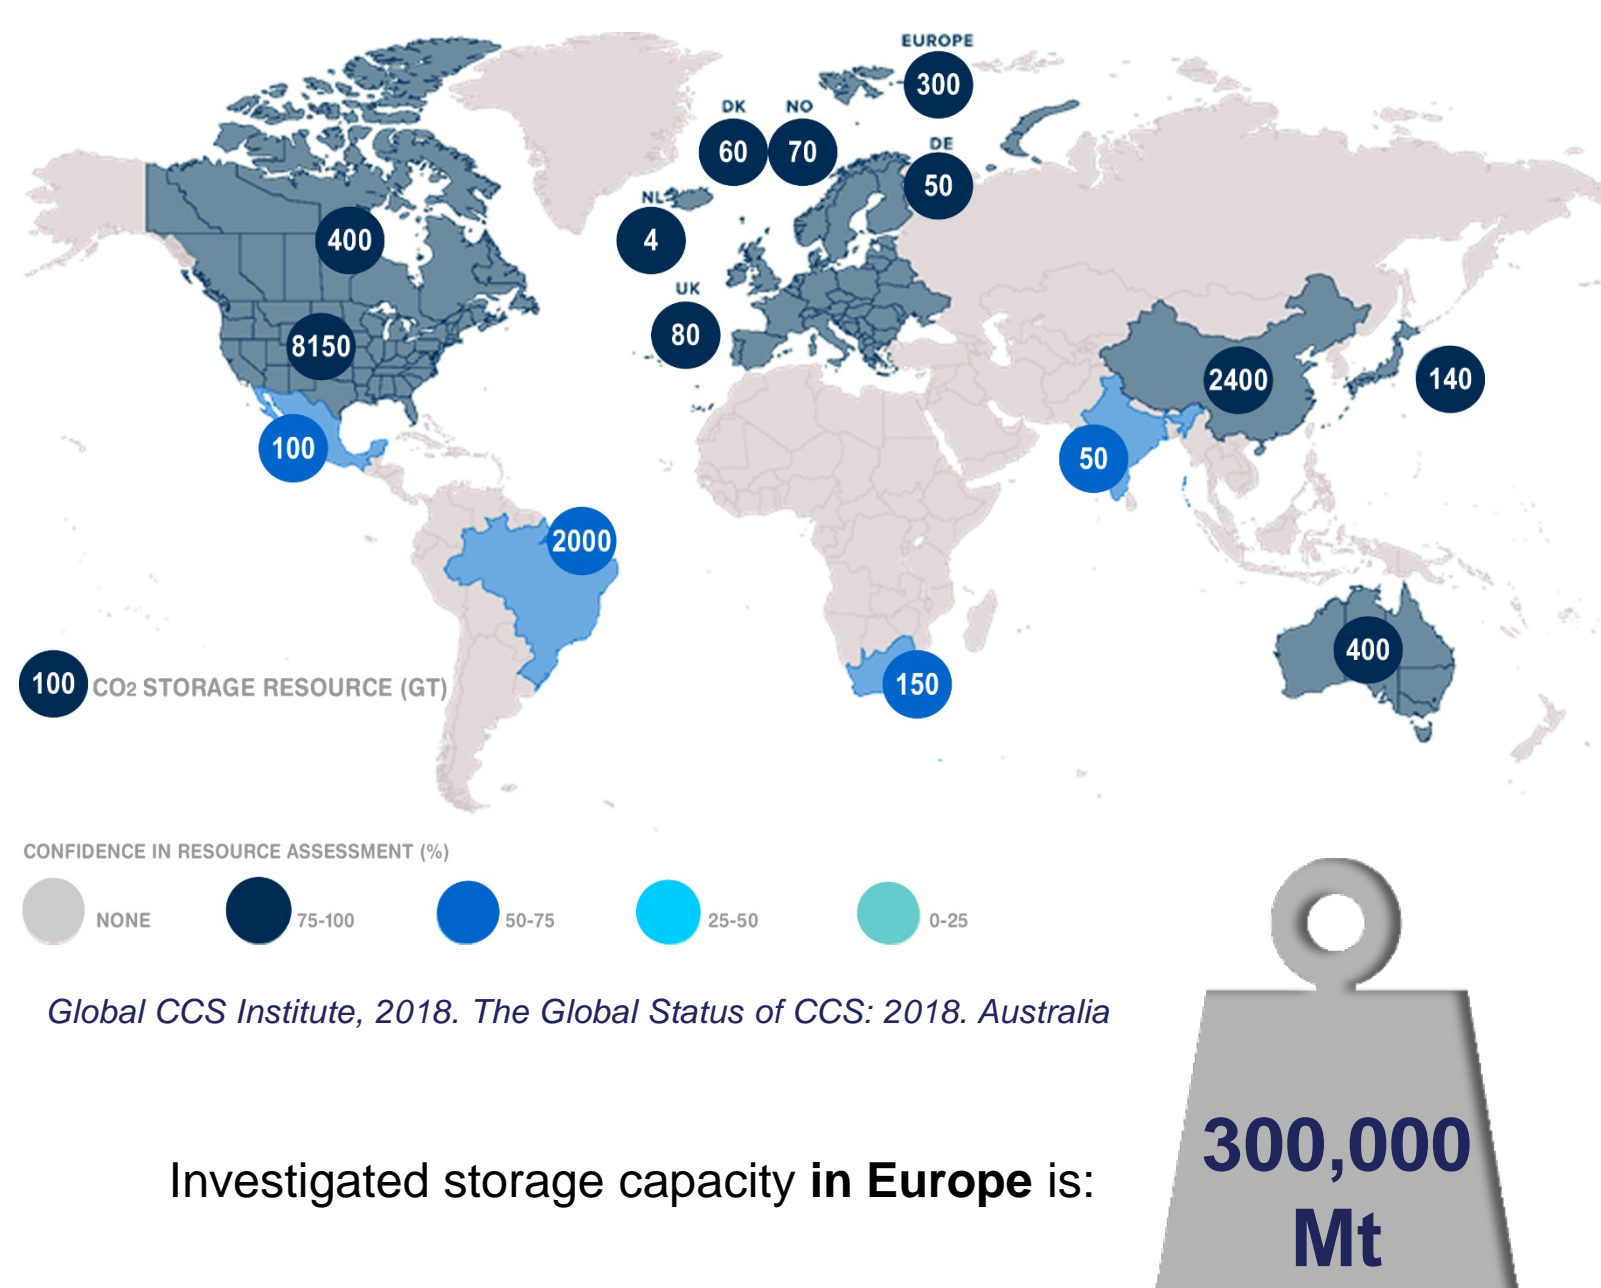 EUROPE
300
DK NO
60 70
DE
50
NL
400
4
UK
8150
80
2400
140
100
50
2000
400
100 CO2 STORAGE RESOURCE (GT)
150
CONFIDENCE IN RESOURCE ASSESSMENT (%)
NONE 75-100 50-75 25-50 0-25
Global CCS Institute, 2018. The Global Status of CCS: 2018. Australia
Investigated storage capacity in Europe is:
300,000
Mt